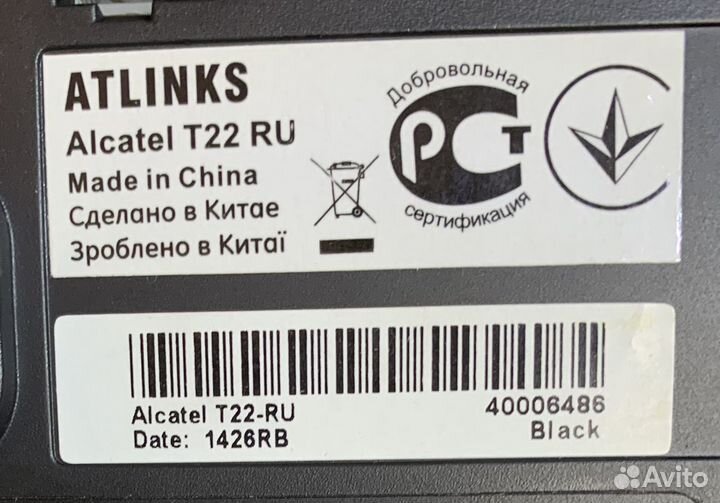 ATLINKS
Alcatel T22 RU
Made in China
Сделано в Китае
Зроблено в Китаї
Добровольная
РСТ
сертификация
Alcatel T22-RU
40006486
Date: 1426RB
Black
Avito